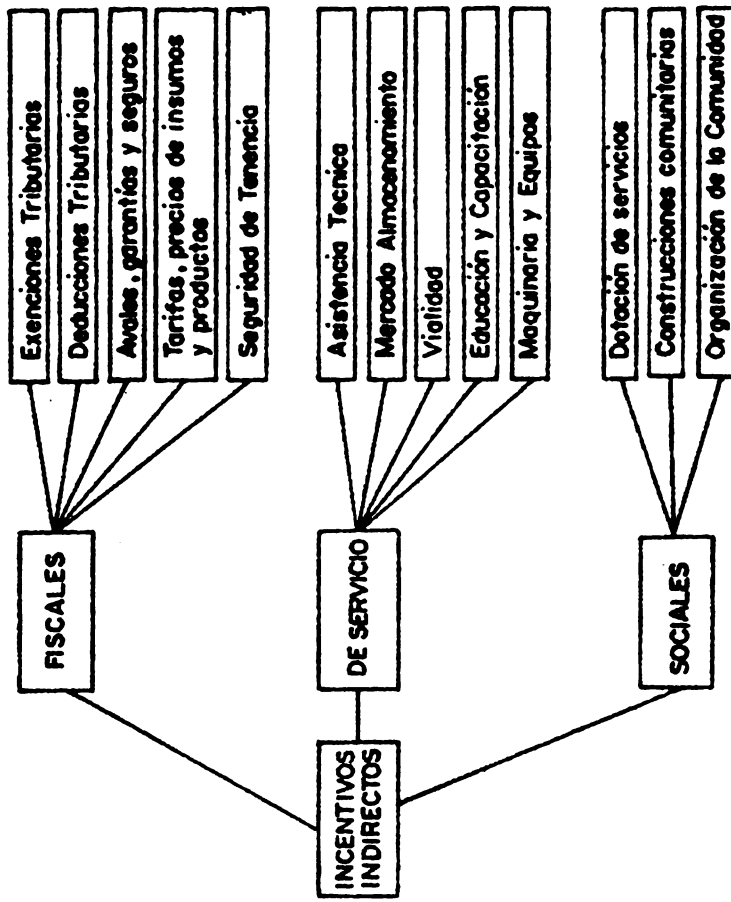 INCENTIVOS
INDIRECTOS
FISCALES
Exenciones Tributarias
Deducciones Tributarias
Avales, garantías y seguros
Tarifas, precios de insumos
y productos
Seguridad de Tenencia
DE SERVICIO
Asistencia Tecnica
Mercado Almacenamiento
Vialidad
Educación y Capacitación
Maquinaria y Equipos
SOCIALES
Dotación de servicios
Construcciones comunitarias
Organización de la Comunidad